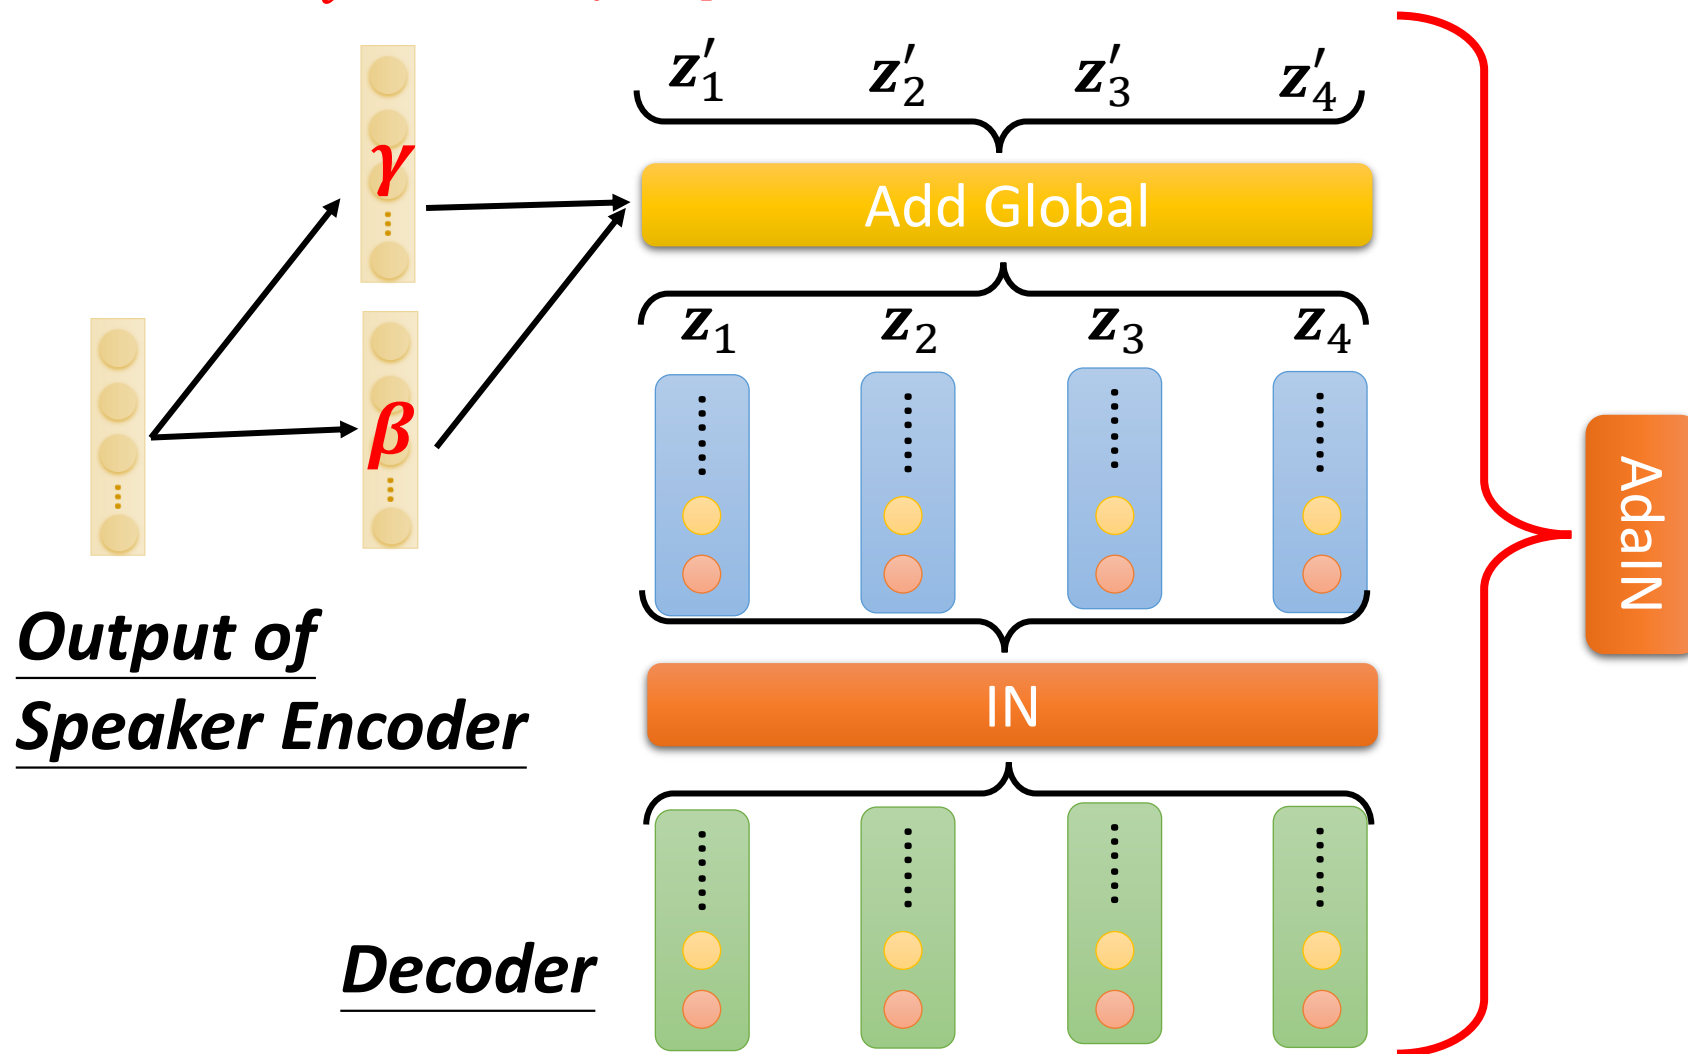 z′₁ z′₂ z′₃ z′₄
γ
Add Global
z₁ z₂ z₃ z₄
β
AdaIN
Output of
Speaker Encoder
IN
Decoder